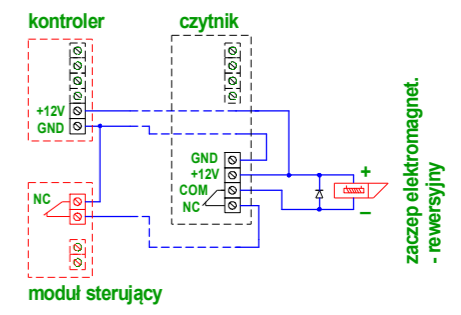 kontroler
czytnik
+12V
GND
GND
+12V
COM
NC
NC
+
–
zaczep elektromagnet.
- rewersyjny
moduł sterujący